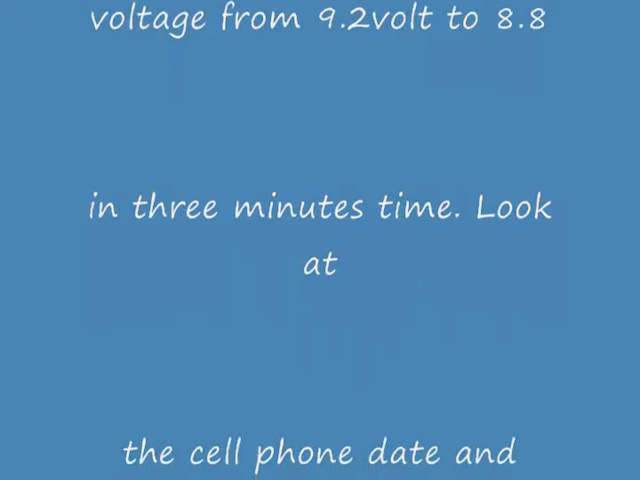 voltage from 9.2volt to 8.8
in three minutes time. Look
at
the cell phone date and